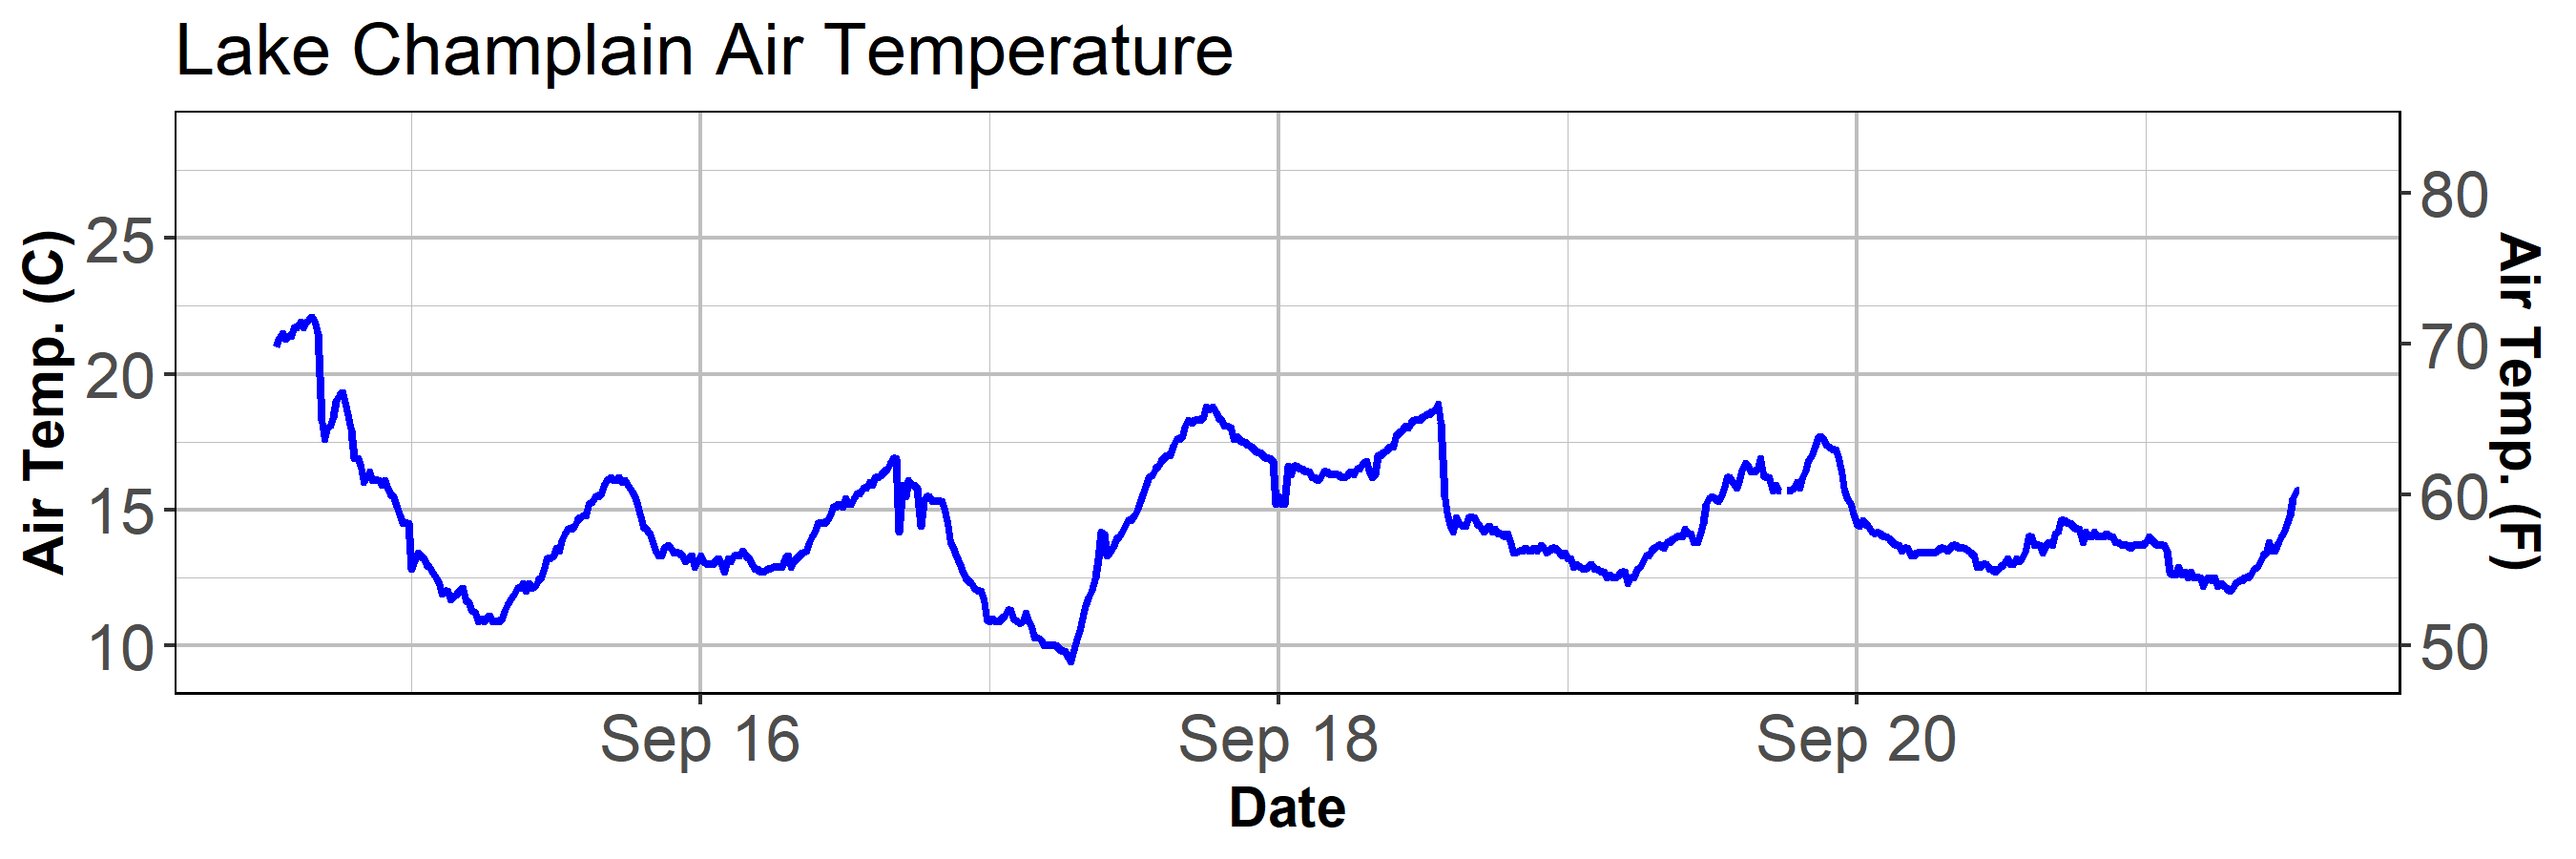 Lake Champlain Air Temperature
Air Temp. (C)
25
20
15
10
80
70
60
50
Air Temp. (F)
Sep 16
Sep 18
Sep 20
Date